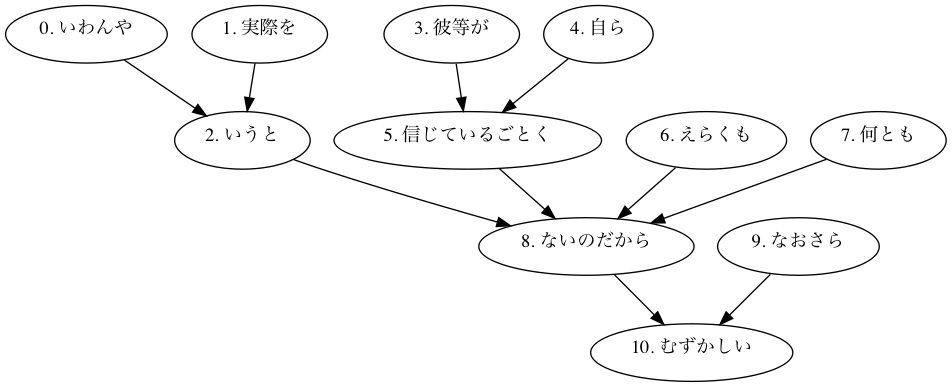 0. いわんや
1. 実際を
3. 彼等が
4. 自ら
2. いうと
5. 信じているごとく
6. えらくも
7. 何とも
8. ないのだから
9. なおさら
10. むずかしい